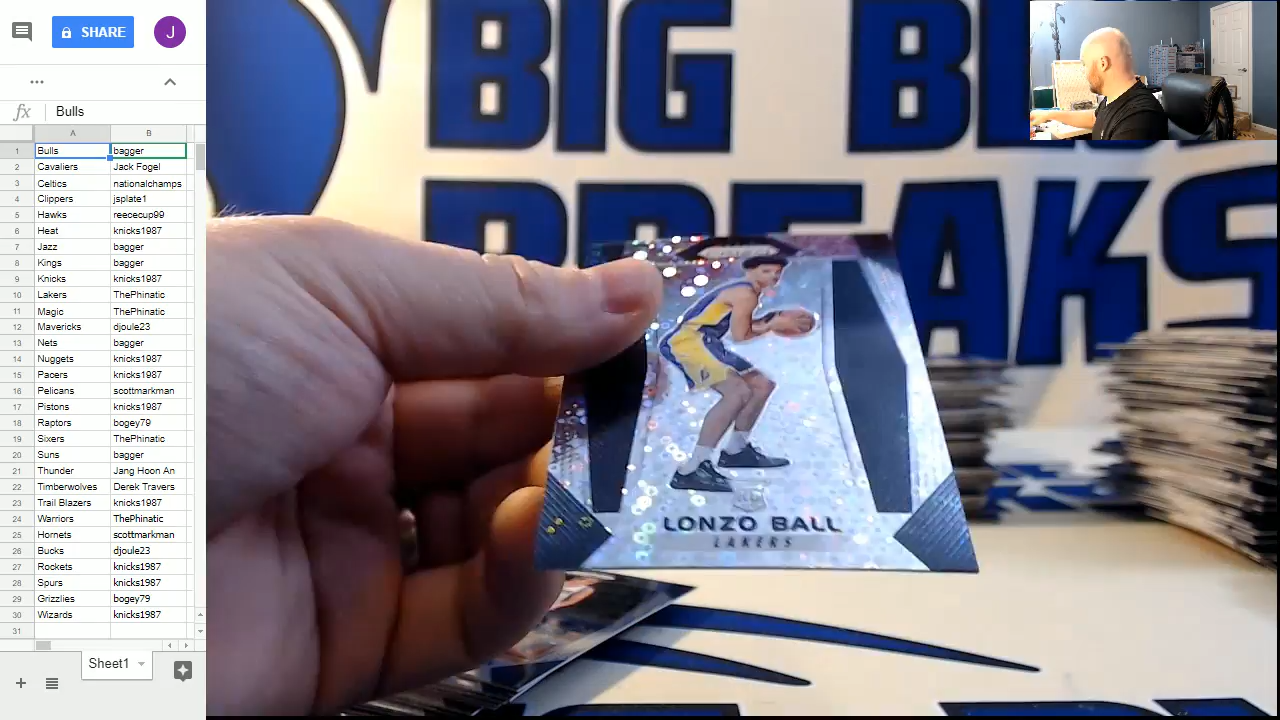 SHARE
J
...
fx Bulls
A B
1 Bulls bagger
2 Cavaliers Jack Fogel
3 Celtics nationalchamps
4 Clippers jsplate1
5 Hawks reececup99
6 Heat knicks1987
7 Jazz bagger
8 Kings bagger
9 Knicks knicks1987
10 Lakers ThePhinatic
11 Magic ThePhinatic
12 Mavericks djoule23
13 Nets bagger
14 Nuggets knicks1987
15 Pacers knicks1987
16 Pelicans scottmarkman
17 Pistons knicks1987
18 Raptors bogey79
19 Sixers ThePhinatic
20 Suns bagger
21 Thunder Jang Hoon An
22 Timberwolves Derek Travers
23 Trail Blazers knicks1987
24 Warriors ThePhinatic
25 Hornets scottmarkman
26 Bucks djoule23
27 Rockets knicks1987
28 Spurs knicks1987
29 Grizzlies bogey79
30 Wizards knicks1987
31
Sheet1
BIG BL
BREAKS
LONZO BALL
LAKERS